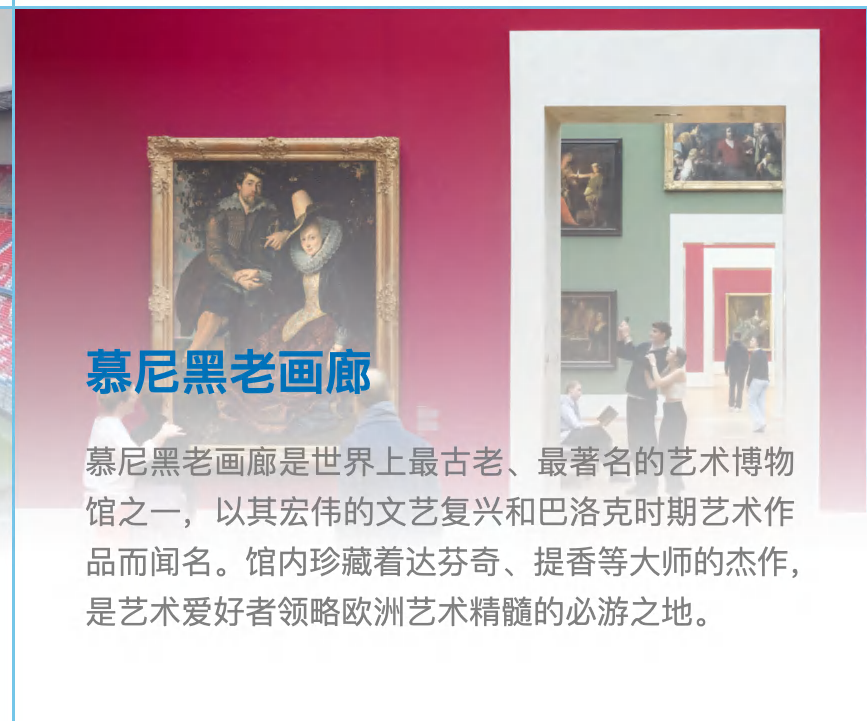 慕尼黑老画廊
慕尼黑老画廊是世界上最古老、最著名的艺术博物
馆之一，以其宏伟的文艺复兴和巴洛克时期艺术作
品而闻名。馆内珍藏着达芬奇、提香等大师的杰作，
是艺术爱好者领略欧洲艺术精髓的必游之地。